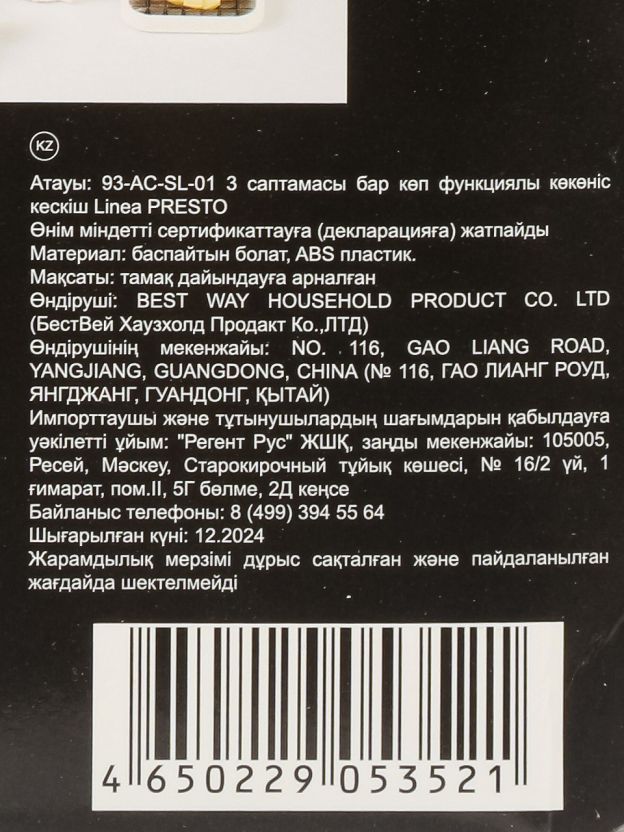 KZ
Атауы: 93-AC-SL-01 3 саптамасы бар көп функциялы көкөніс
кескіш Linea PRESTO
Өнім міндетті сертификаттауға (декларацияға) жатпайды
Материал: баспайтын болат, ABS пластик.
Мақсаты: тамақ дайындауға арналған
Өндіруші: BEST WAY HOUSEHOLD PRODUCT CO. LTD
(БестВей Хаузхолд Продакт Ко.,ЛТД)
Өндірушінің мекенжайы: NO. 116, GAO LIANG ROAD,
YANGJIANG, GUANGDONG, CHINA (№ 116, ГАО ЛИАНГ РОУД,
ЯНГДЖАНГ, ГУАНДОНГ, ҚЫТАЙ)
Импорттаушы және тұтынушылардың шағымдарын қабылдауға
уәкілетті ұйым: "Регент Рус" ЖШҚ, заңды мекенжайы: 105005,
Ресей, Мәскеу, Старокирочный тұйық көшесі, № 16/2 үй, 1
ғимарат, пом.II, 5Г бөлме, 2Д кеңсе
Байланыс телефоны: 8 (499) 394 55 64
Шығарылған күні: 12.2024
Жарамдылық мерзімі дұрыс сақталған және пайдаланылған
жағдайда шектелмейді
4 650229 053521